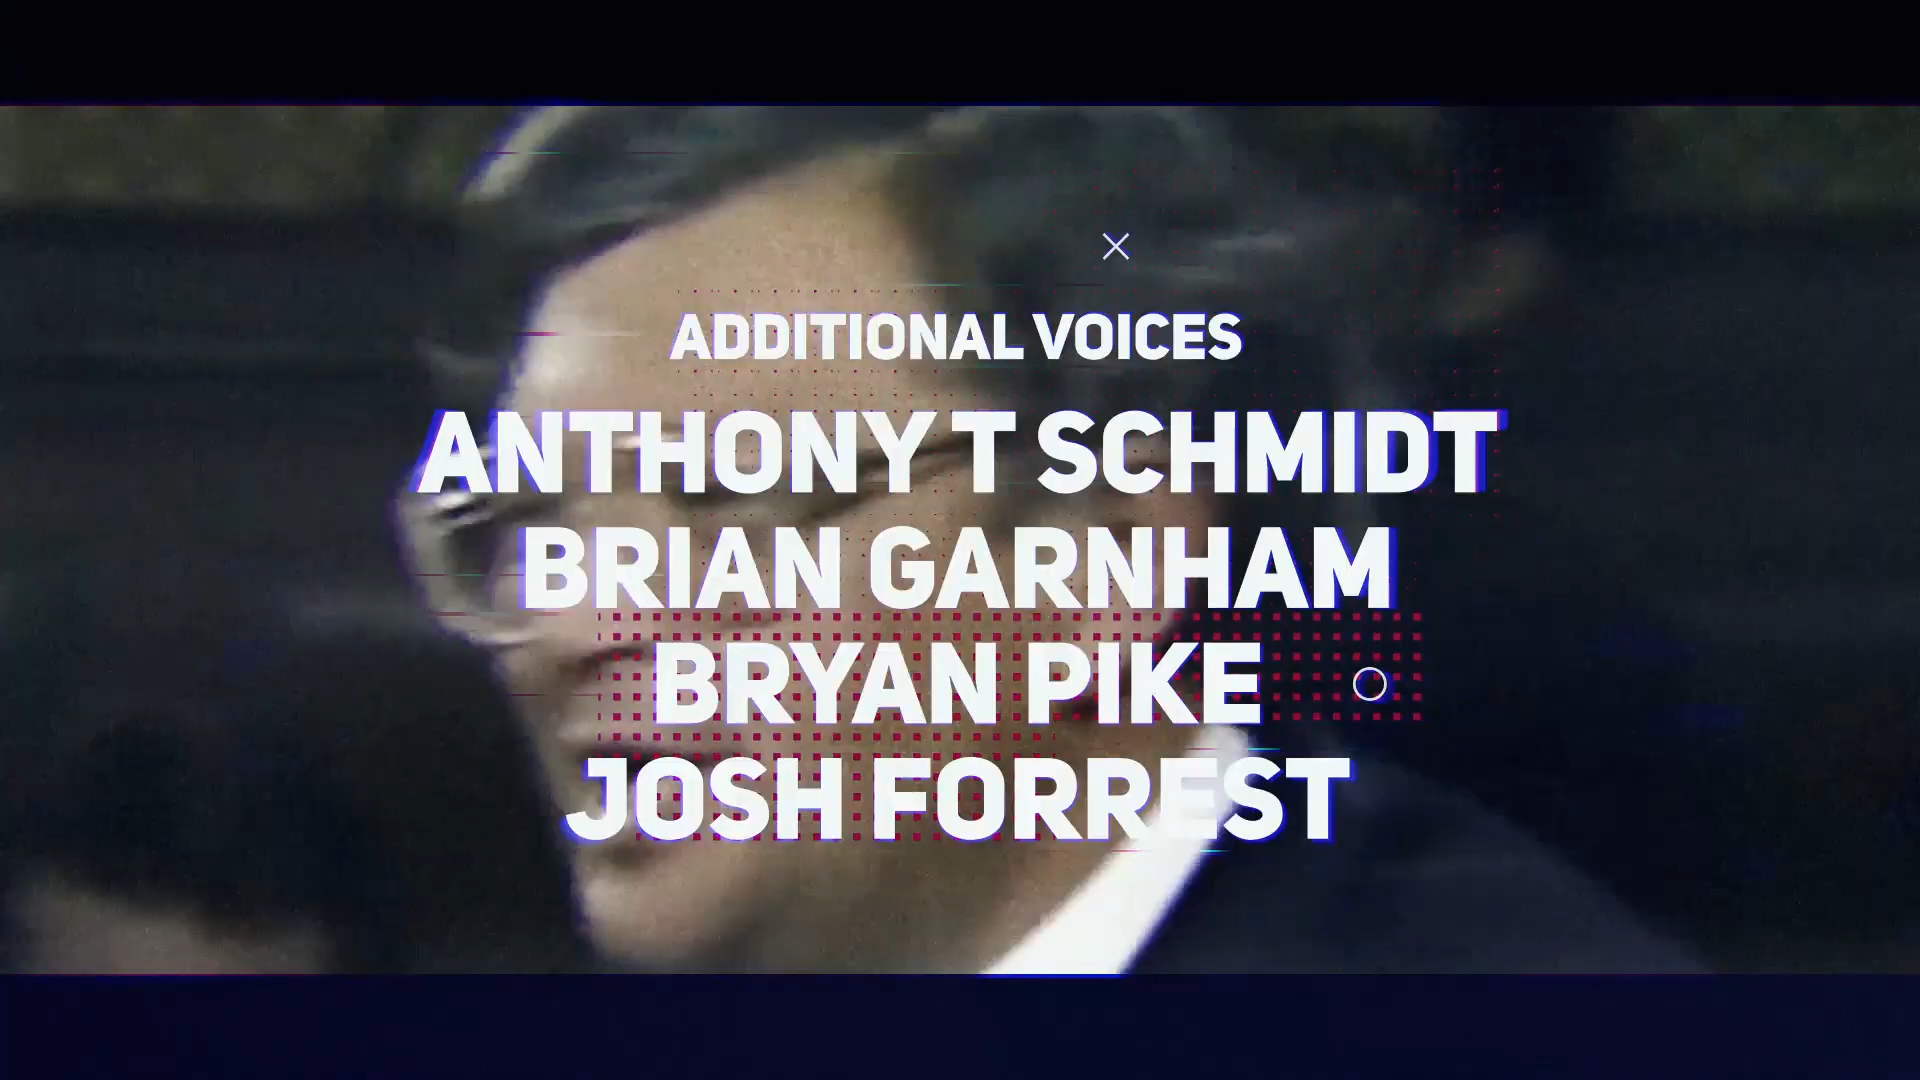 ADDITIONAL VOICES
ANTHONY T SCHMIDT
BRIAN GARNHAM
BRYAN PIKE
JOSH FORREST